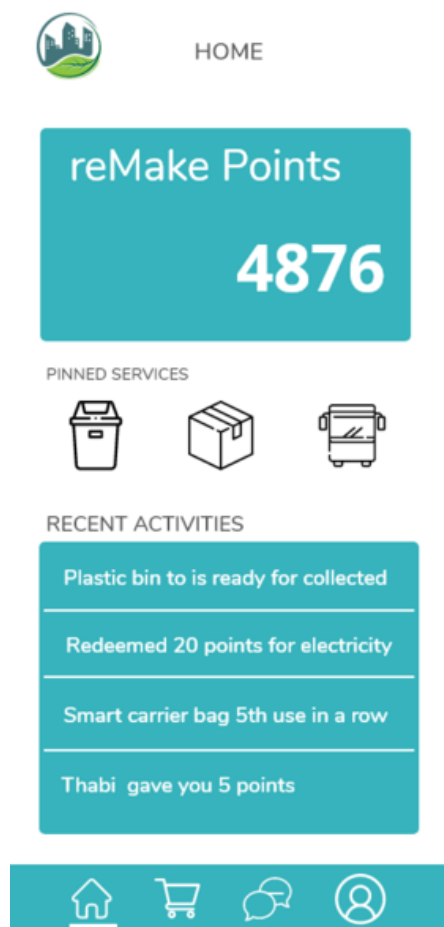 HOME
reMake Points
4876
PINNED SERVICES
RECENT ACTIVITIES
Plastic bin to is ready for collected
Redeemed 20 points for electricity
Smart carrier bag 5th use in a row
Thabi gave you 5 points